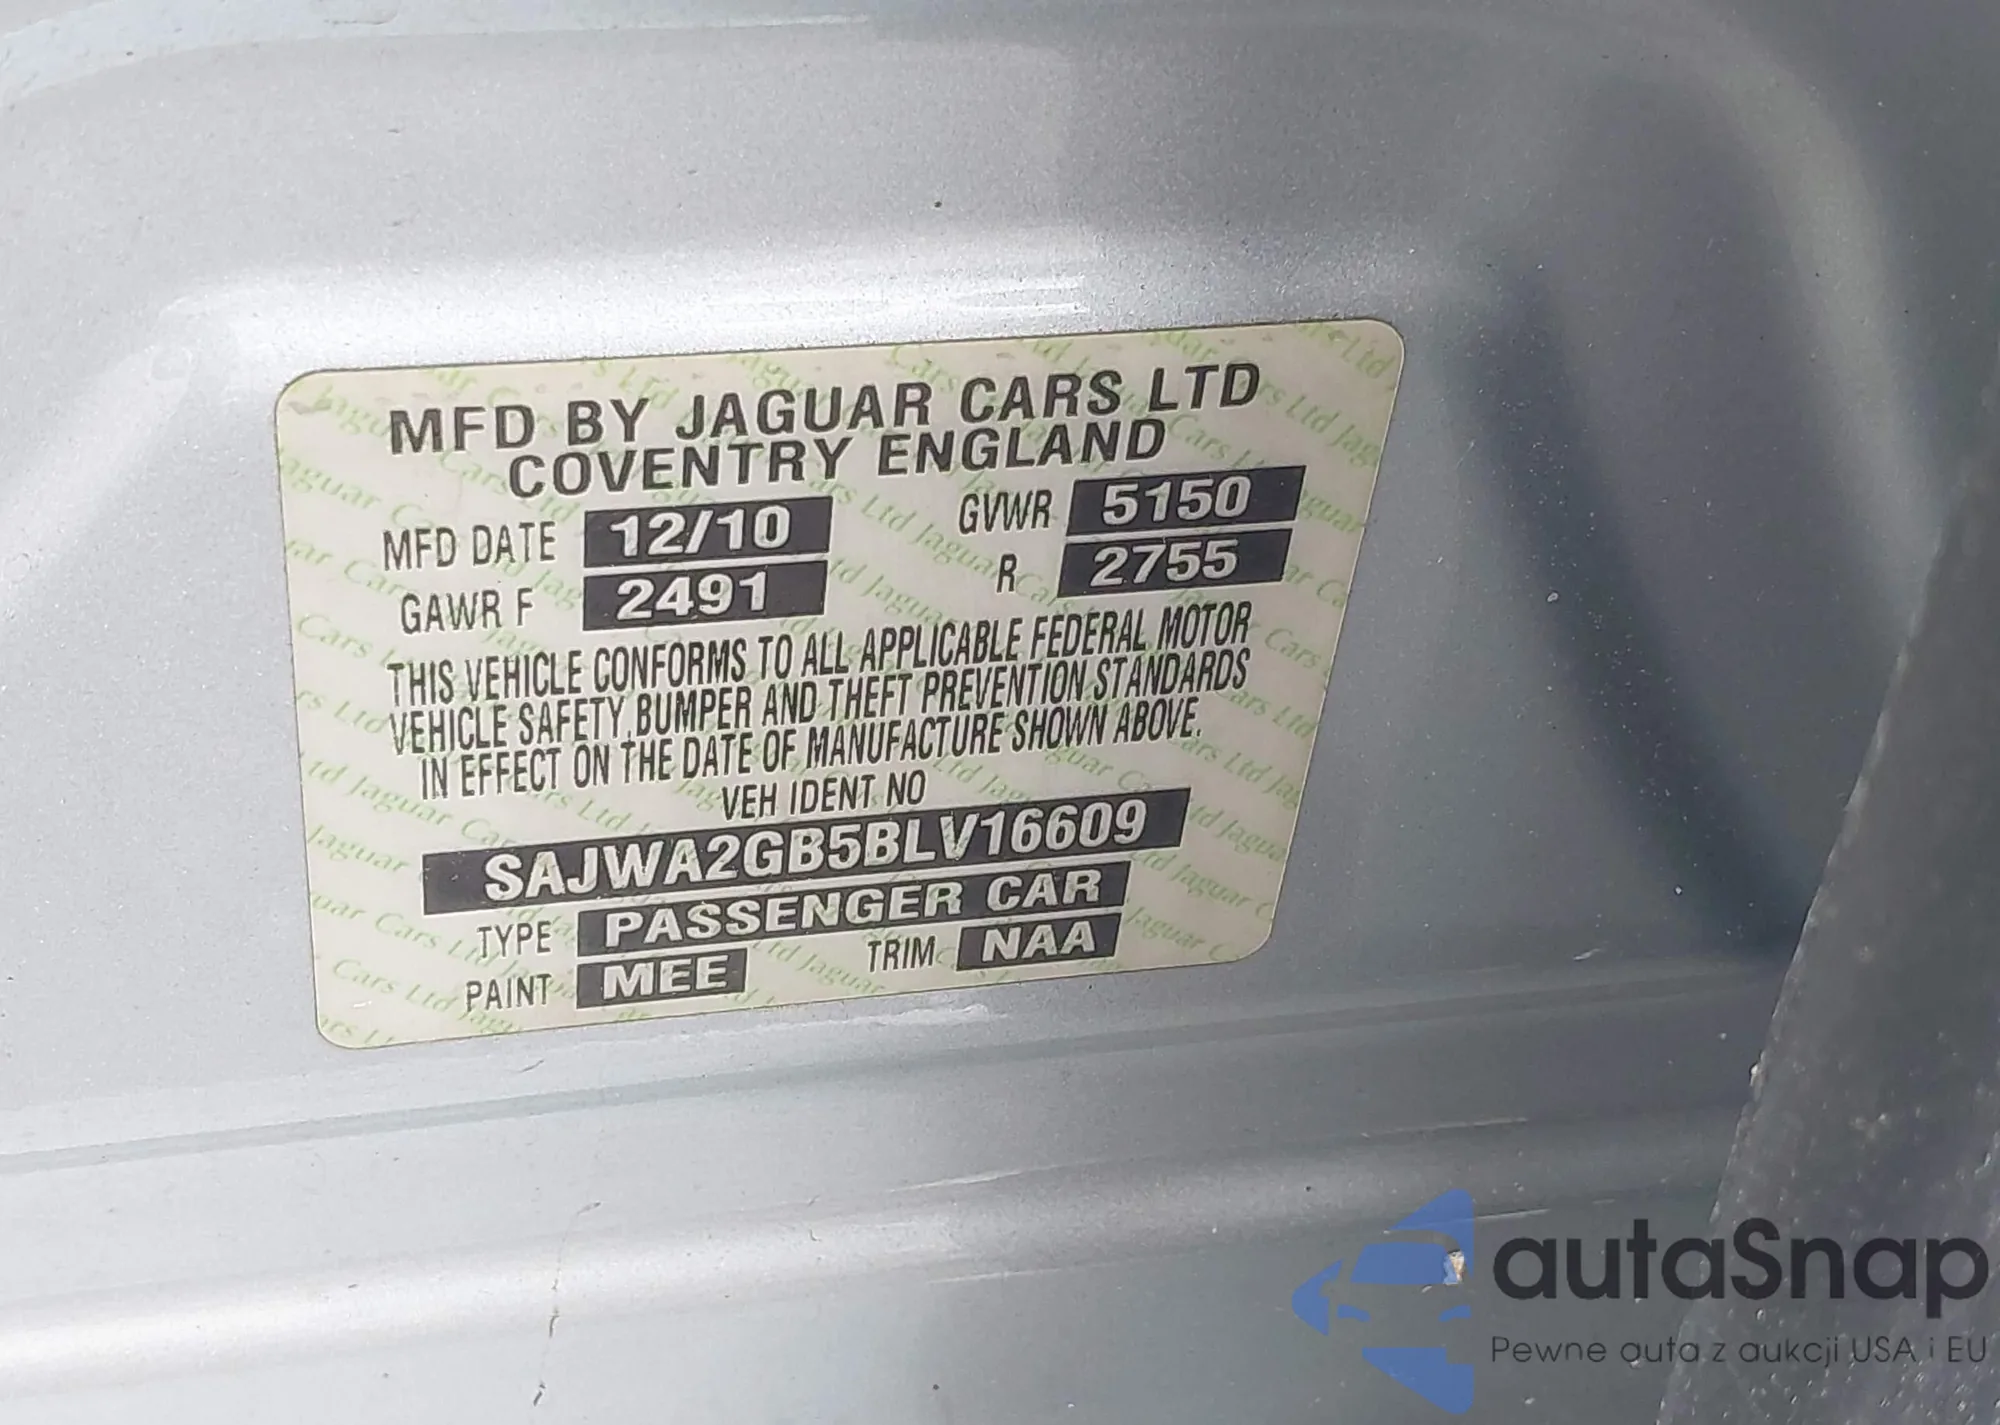 MFD BY JAGUAR CARS LTD
COVENTRY ENGLAND
MFD DATE 12/10 GVWR 5150
GAWR F 2491 R 2755
THIS VEHICLE CONFORMS TO ALL APPLICABLE FEDERAL MOTOR
VEHICLE SAFETY, BUMPER AND THEFT PREVENTION STANDARDS
IN EFFECT ON THE DATE OF MANUFACTURE SHOWN ABOVE.
VEH IDENT NO
SAJWA2GB5BLV16609
TYPE PASSENGER CAR
PAINT MEE TRIM NAA
autaSnap
Pewne auta z aukcji USA i EU